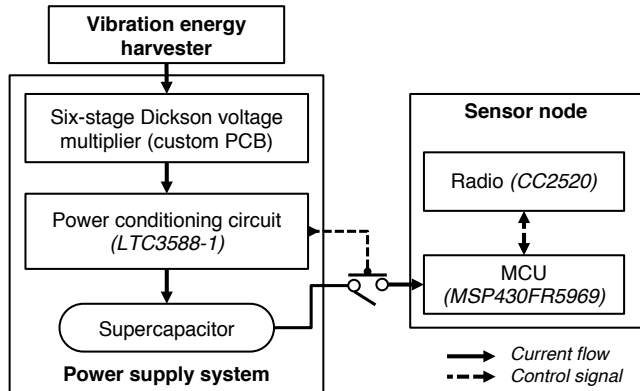 Vibration energy
harvester
Six-stage Dickson voltage
multiplier (custom PCB)
Power conditioning circuit
(LTC3588-1)
Supercapacitor
Power supply system
Sensor node
Radio (CC2520)
MCU
(MSP430FR5969)
Current flow
Control signal